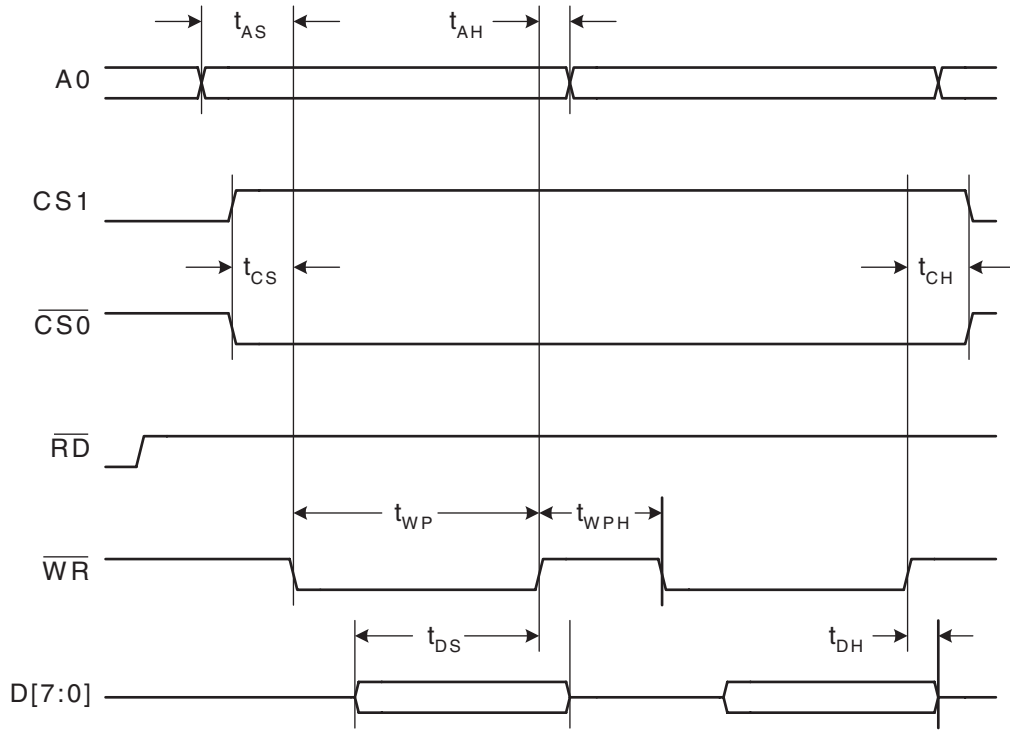 tAS tAH
A0
CS1
tCS tCH
CS0
RD
tWP tWPH
WR
tDS tDH
D[7:0]